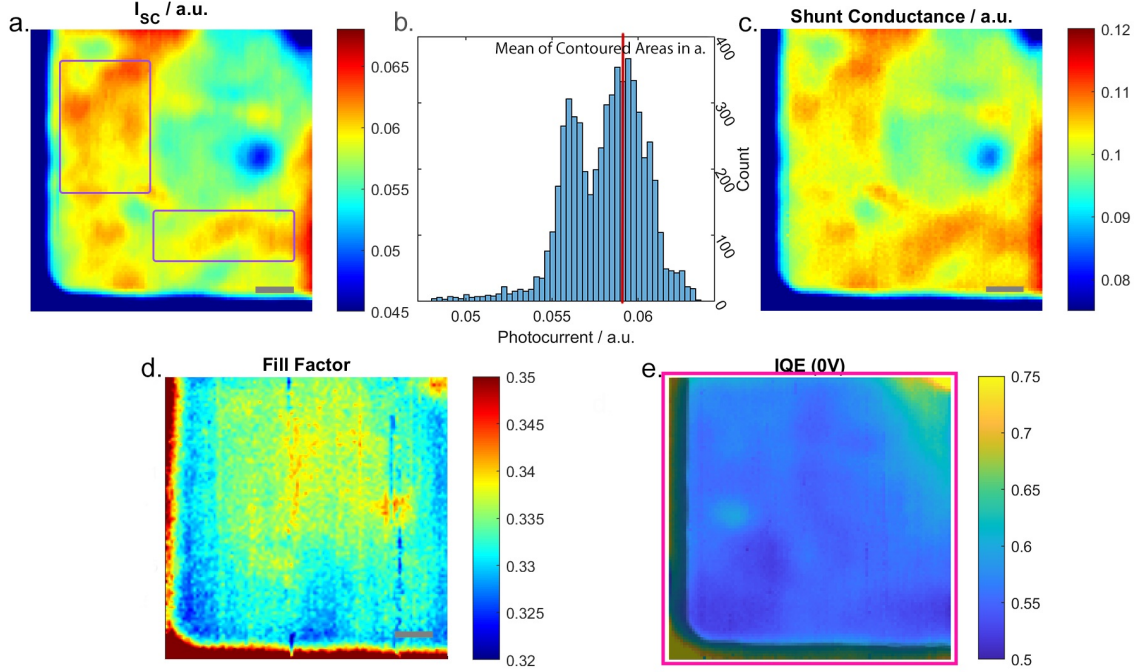 a.
I_SC / a.u.
0.065
0.06
0.055
0.05
0.045
b.
Mean of Contoured Areas in a.
400
300
200
100
0
Count
0.05
0.055
0.06
Photocurrent / a.u.
c.
Shunt Conductance / a.u.
0.12
0.11
0.1
0.09
0.08
d.
Fill Factor
0.35
0.345
0.34
0.335
0.33
0.325
0.32
e.
IQE (0V)
0.75
0.7
0.65
0.6
0.55
0.5